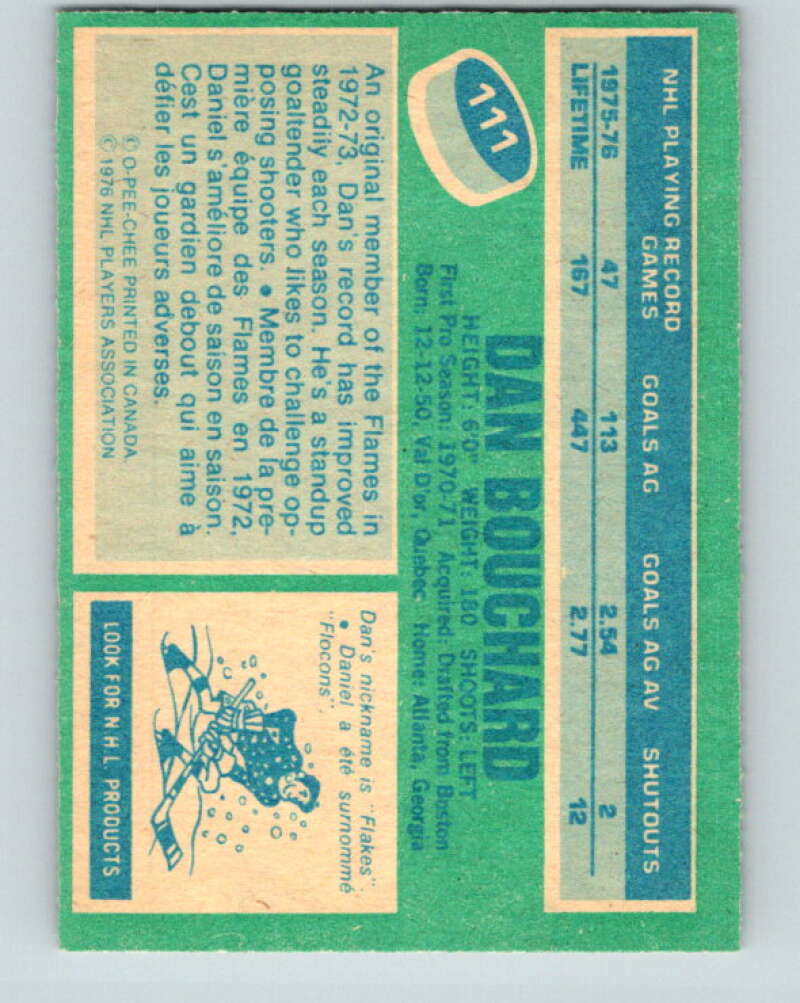 NHL PLAYING RECORD
GAMES GOALS AG GOALS AG AV SHUTOUTS
1975-76 47 113 2.54 2
LIFETIME 167 447 2.77 12
111
DAN BOUCHARD
HEIGHT: 6'0" WEIGHT: 180 SHOOTS: LEFT
First Pro Season: 1970-71 Acquired: Drafted from Boston
Born: 12-12-50, Val D'or, Quebec Home: Atlanta, Georgia
An original member of the Flames in
1972-73, Dan's record has improved
steadily each season. He's a standup
goaltender who likes to challenge op-
posing shooters. • Membre de la pre-
mière équipe des Flames en 1972,
Daniel s'améliore de saison en saison.
Cest un gardien debout qui aime à
défier les joueurs adverses.
© O-PEE-CHEE PRINTED IN CANADA.
© 1976 NHL PLAYERS ASSOCIATION
Dan's nickname is "Flakes".
• Daniel a été surnommé
"Flocons".
LOOK FOR N.H.L. PRODUCTS